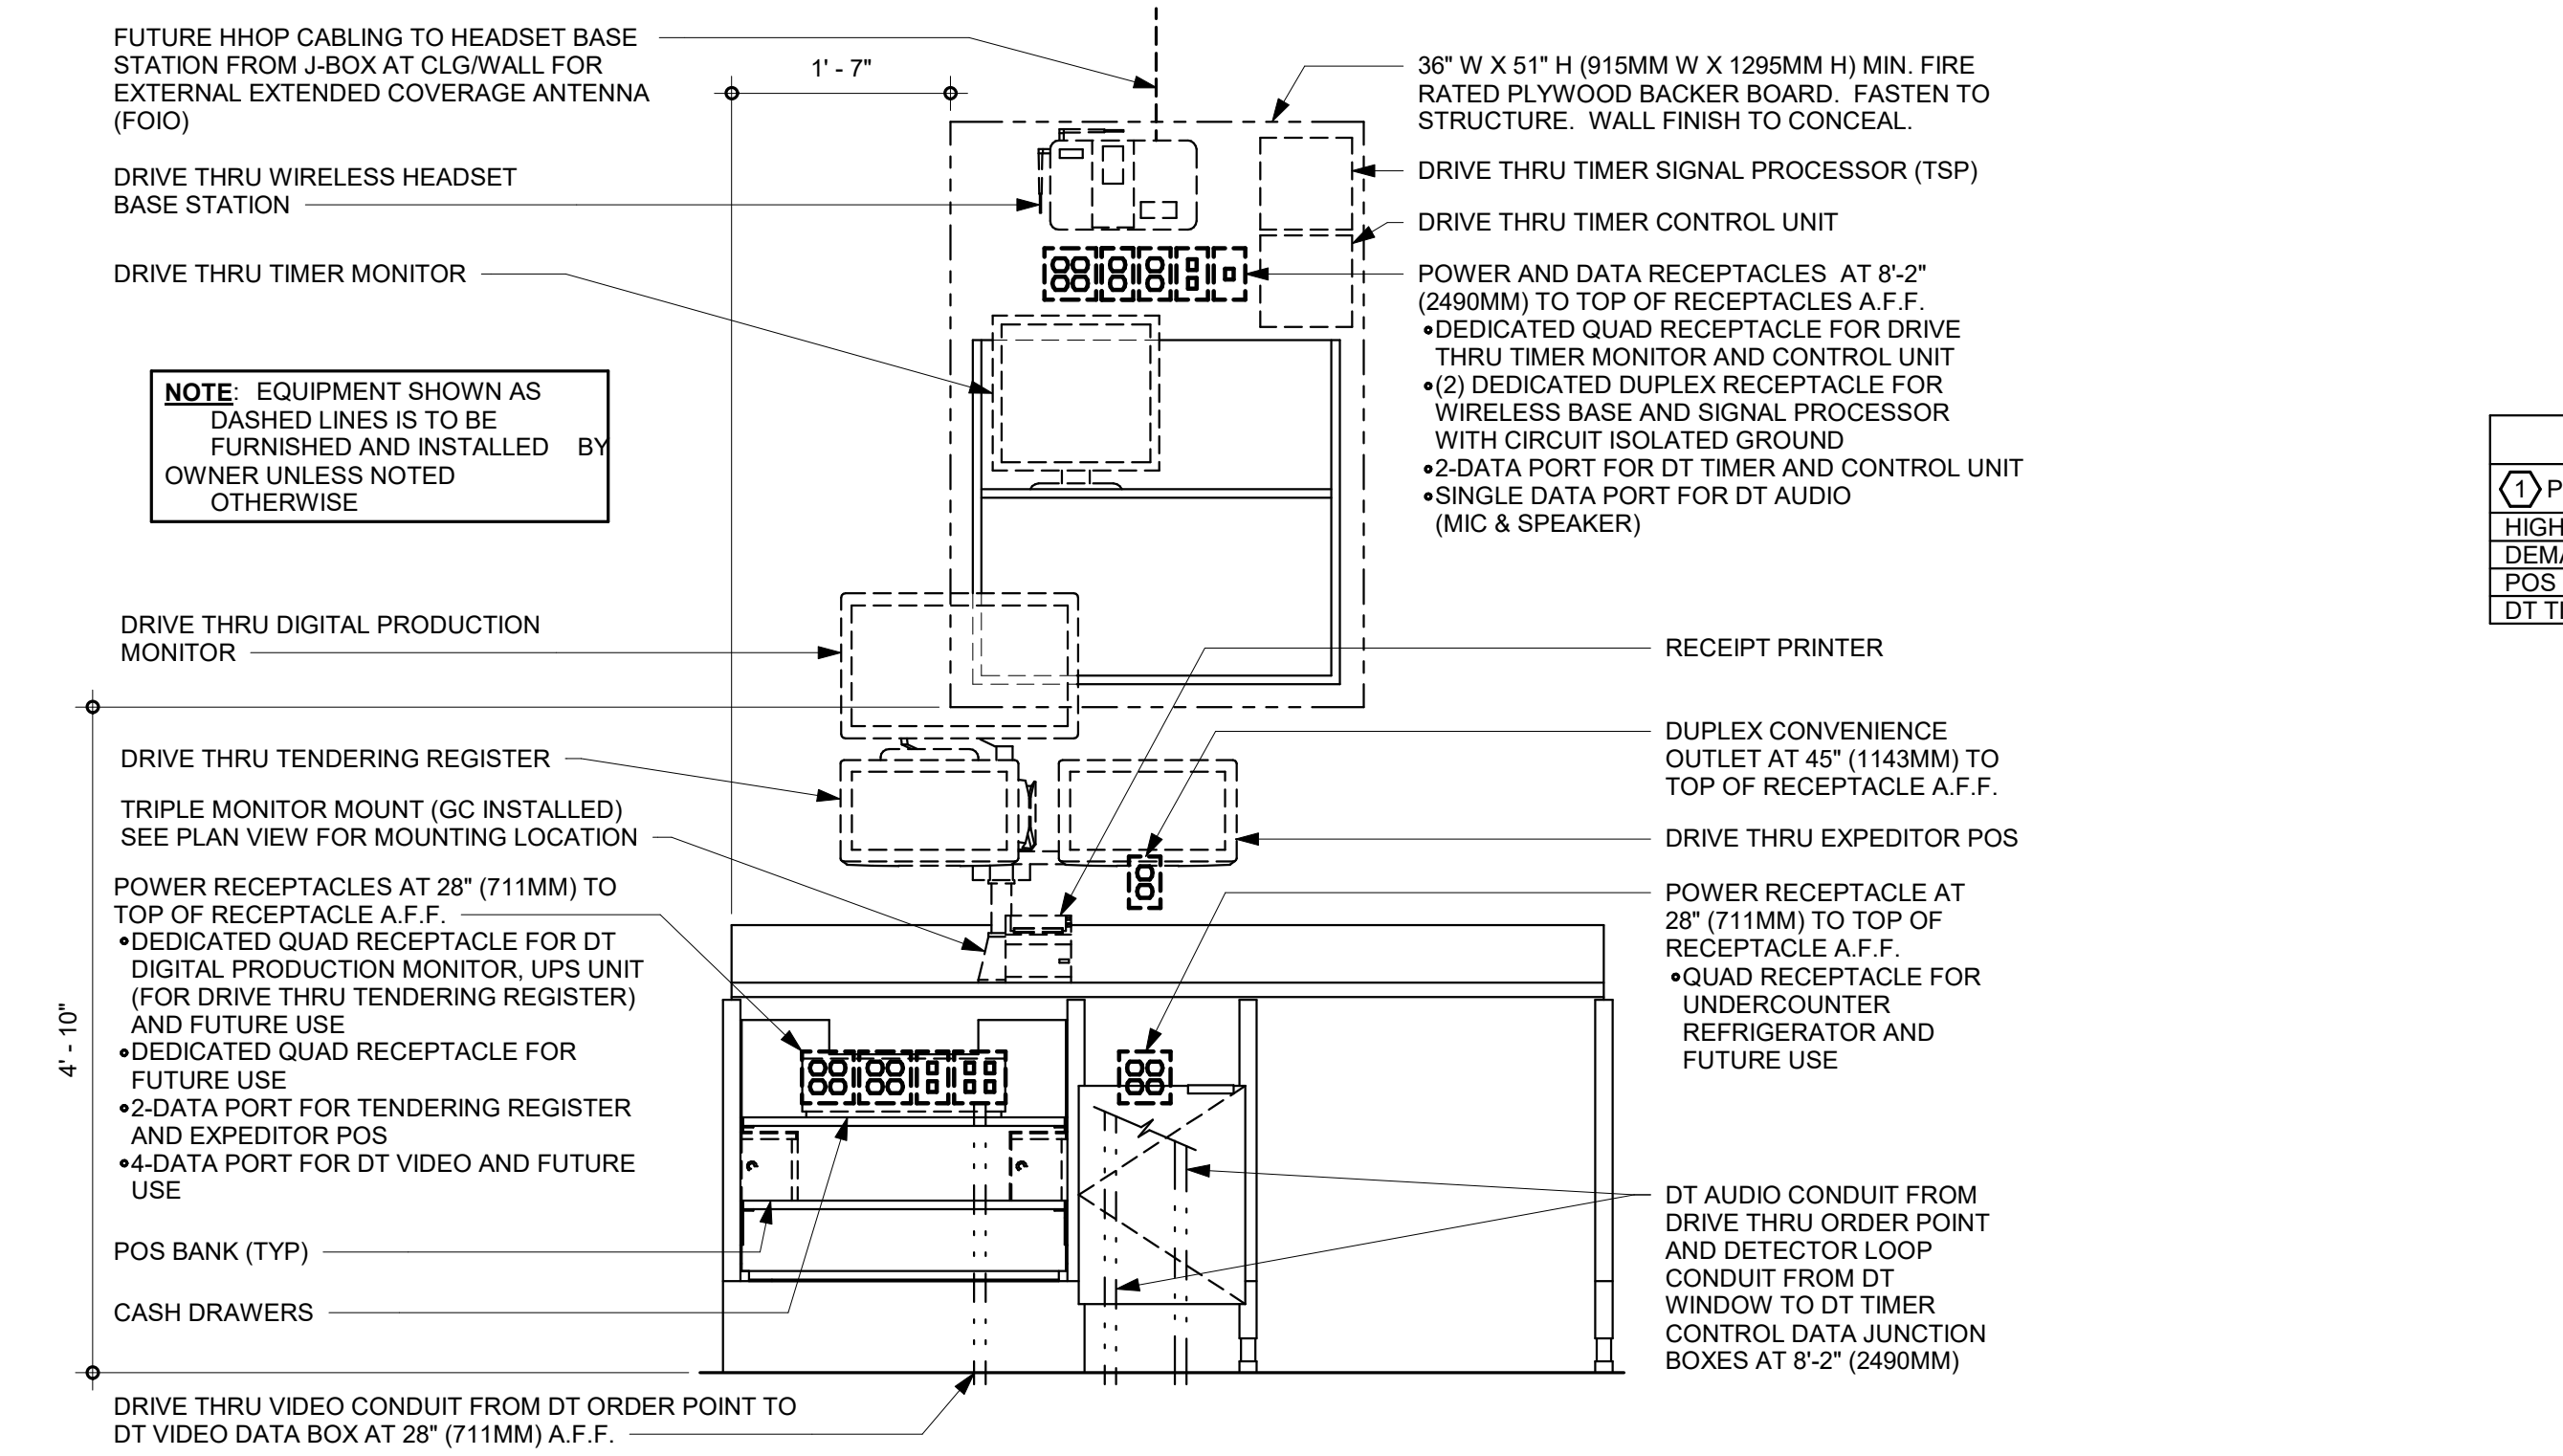 FUTURE HHOP CABLING TO HEADSET BASE
STATION FROM J-BOX AT CLG/WALL FOR
EXTERNAL EXTENDED COVERAGE ANTENNA
(FOIO)
DRIVE THRU WIRELESS HEADSET
BASE STATION
DRIVE THRU TIMER MONITOR
NOTE: EQUIPMENT SHOWN AS
DASHED LINES IS TO BE
FURNISHED AND INSTALLED BY
OWNER UNLESS NOTED
OTHERWISE
DRIVE THRU DIGITAL PRODUCTION
MONITOR
DRIVE THRU TENDERING REGISTER
TRIPLE MONITOR MOUNT (GC INSTALLED)
SEE PLAN VIEW FOR MOUNTING LOCATION
POWER RECEPTACLES AT 28" (711MM) TO
TOP OF RECEPTACLE A.F.F.
•DEDICATED QUAD RECEPTACLE FOR DT
DIGITAL PRODUCTION MONITOR, UPS UNIT
(FOR DRIVE THRU TENDERING REGISTER)
AND FUTURE USE
•DEDICATED QUAD RECEPTACLE FOR
FUTURE USE
•2-DATA PORT FOR TENDERING REGISTER
AND EXPEDITOR POS
•4-DATA PORT FOR DT VIDEO AND FUTURE
USE
POS BANK (TYP)
CASH DRAWERS
DRIVE THRU VIDEO CONDUIT FROM DT ORDER POINT TO
DT VIDEO DATA BOX AT 28" (711MM) A.F.F.
4' - 10"
1' - 7"
36" W X 51" H (915MM W X 1295MM H) MIN. FIRE
RATED PLYWOOD BACKER BOARD. FASTEN TO
STRUCTURE. WALL FINISH TO CONCEAL.
DRIVE THRU TIMER SIGNAL PROCESSOR (TSP)
DRIVE THRU TIMER CONTROL UNIT
POWER AND DATA RECEPTACLES AT 8'-2"
(2490MM) TO TOP OF RECEPTACLES A.F.F.
•DEDICATED QUAD RECEPTACLE FOR DRIVE
THRU TIMER MONITOR AND CONTROL UNIT
•(2) DEDICATED DUPLEX RECEPTACLE FOR
WIRELESS BASE AND SIGNAL PROCESSOR
WITH CIRCUIT ISOLATED GROUND
•2-DATA PORT FOR DT TIMER AND CONTROL UNIT
•SINGLE DATA PORT FOR DT AUDIO
(MIC & SPEAKER)
RECEIPT PRINTER
DUPLEX CONVENIENCE
OUTLET AT 45" (1143MM) TO
TOP OF RECEPTACLE A.F.F.
DRIVE THRU EXPEDITOR POS
POWER RECEPTACLE AT
28" (711MM) TO TOP OF
RECEPTACLE A.F.F.
•QUAD RECEPTACLE FOR
UNDERCOUNTER
REFRIGERATOR AND
FUTURE USE
DT AUDIO CONDUIT FROM
DRIVE THRU ORDER POINT
AND DETECTOR LOOP
CONDUIT FROM DT
WINDOW TO DT TIMER
CONTROL DATA JUNCTION
BOXES AT 8'-2" (2490MM)
1 P
HIGH
DEMA
POS
DT TI